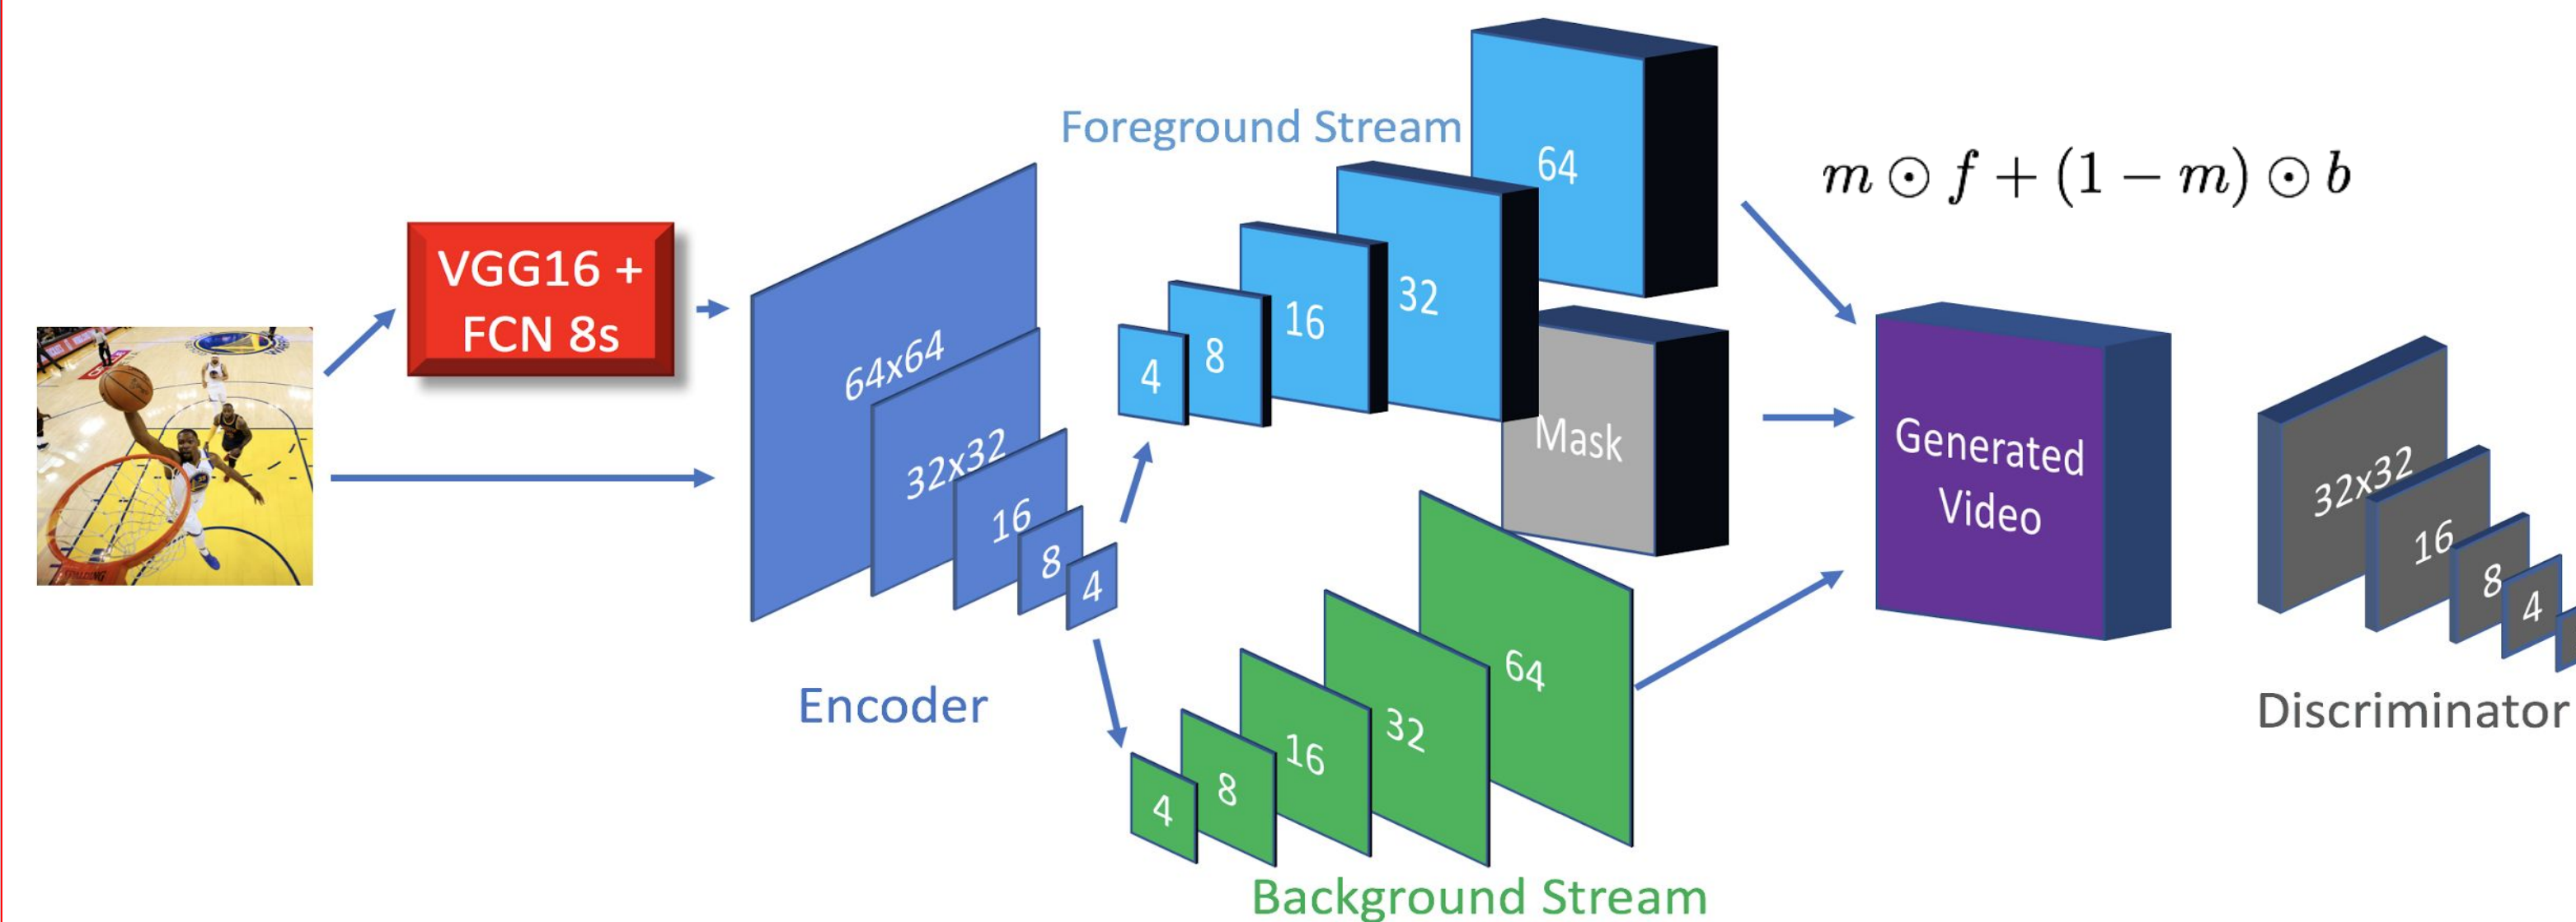 Foreground Stream
64
m ⊙ f + (1 − m) ⊙ b
VGG16 +
FCN 8s
64x64
32x32
16
8
4
4
8
16
32
Mask
Generated
Video
32x32
16
8
4
Encoder
64
32
16
8
4
Discriminator
Background Stream
SPALDING